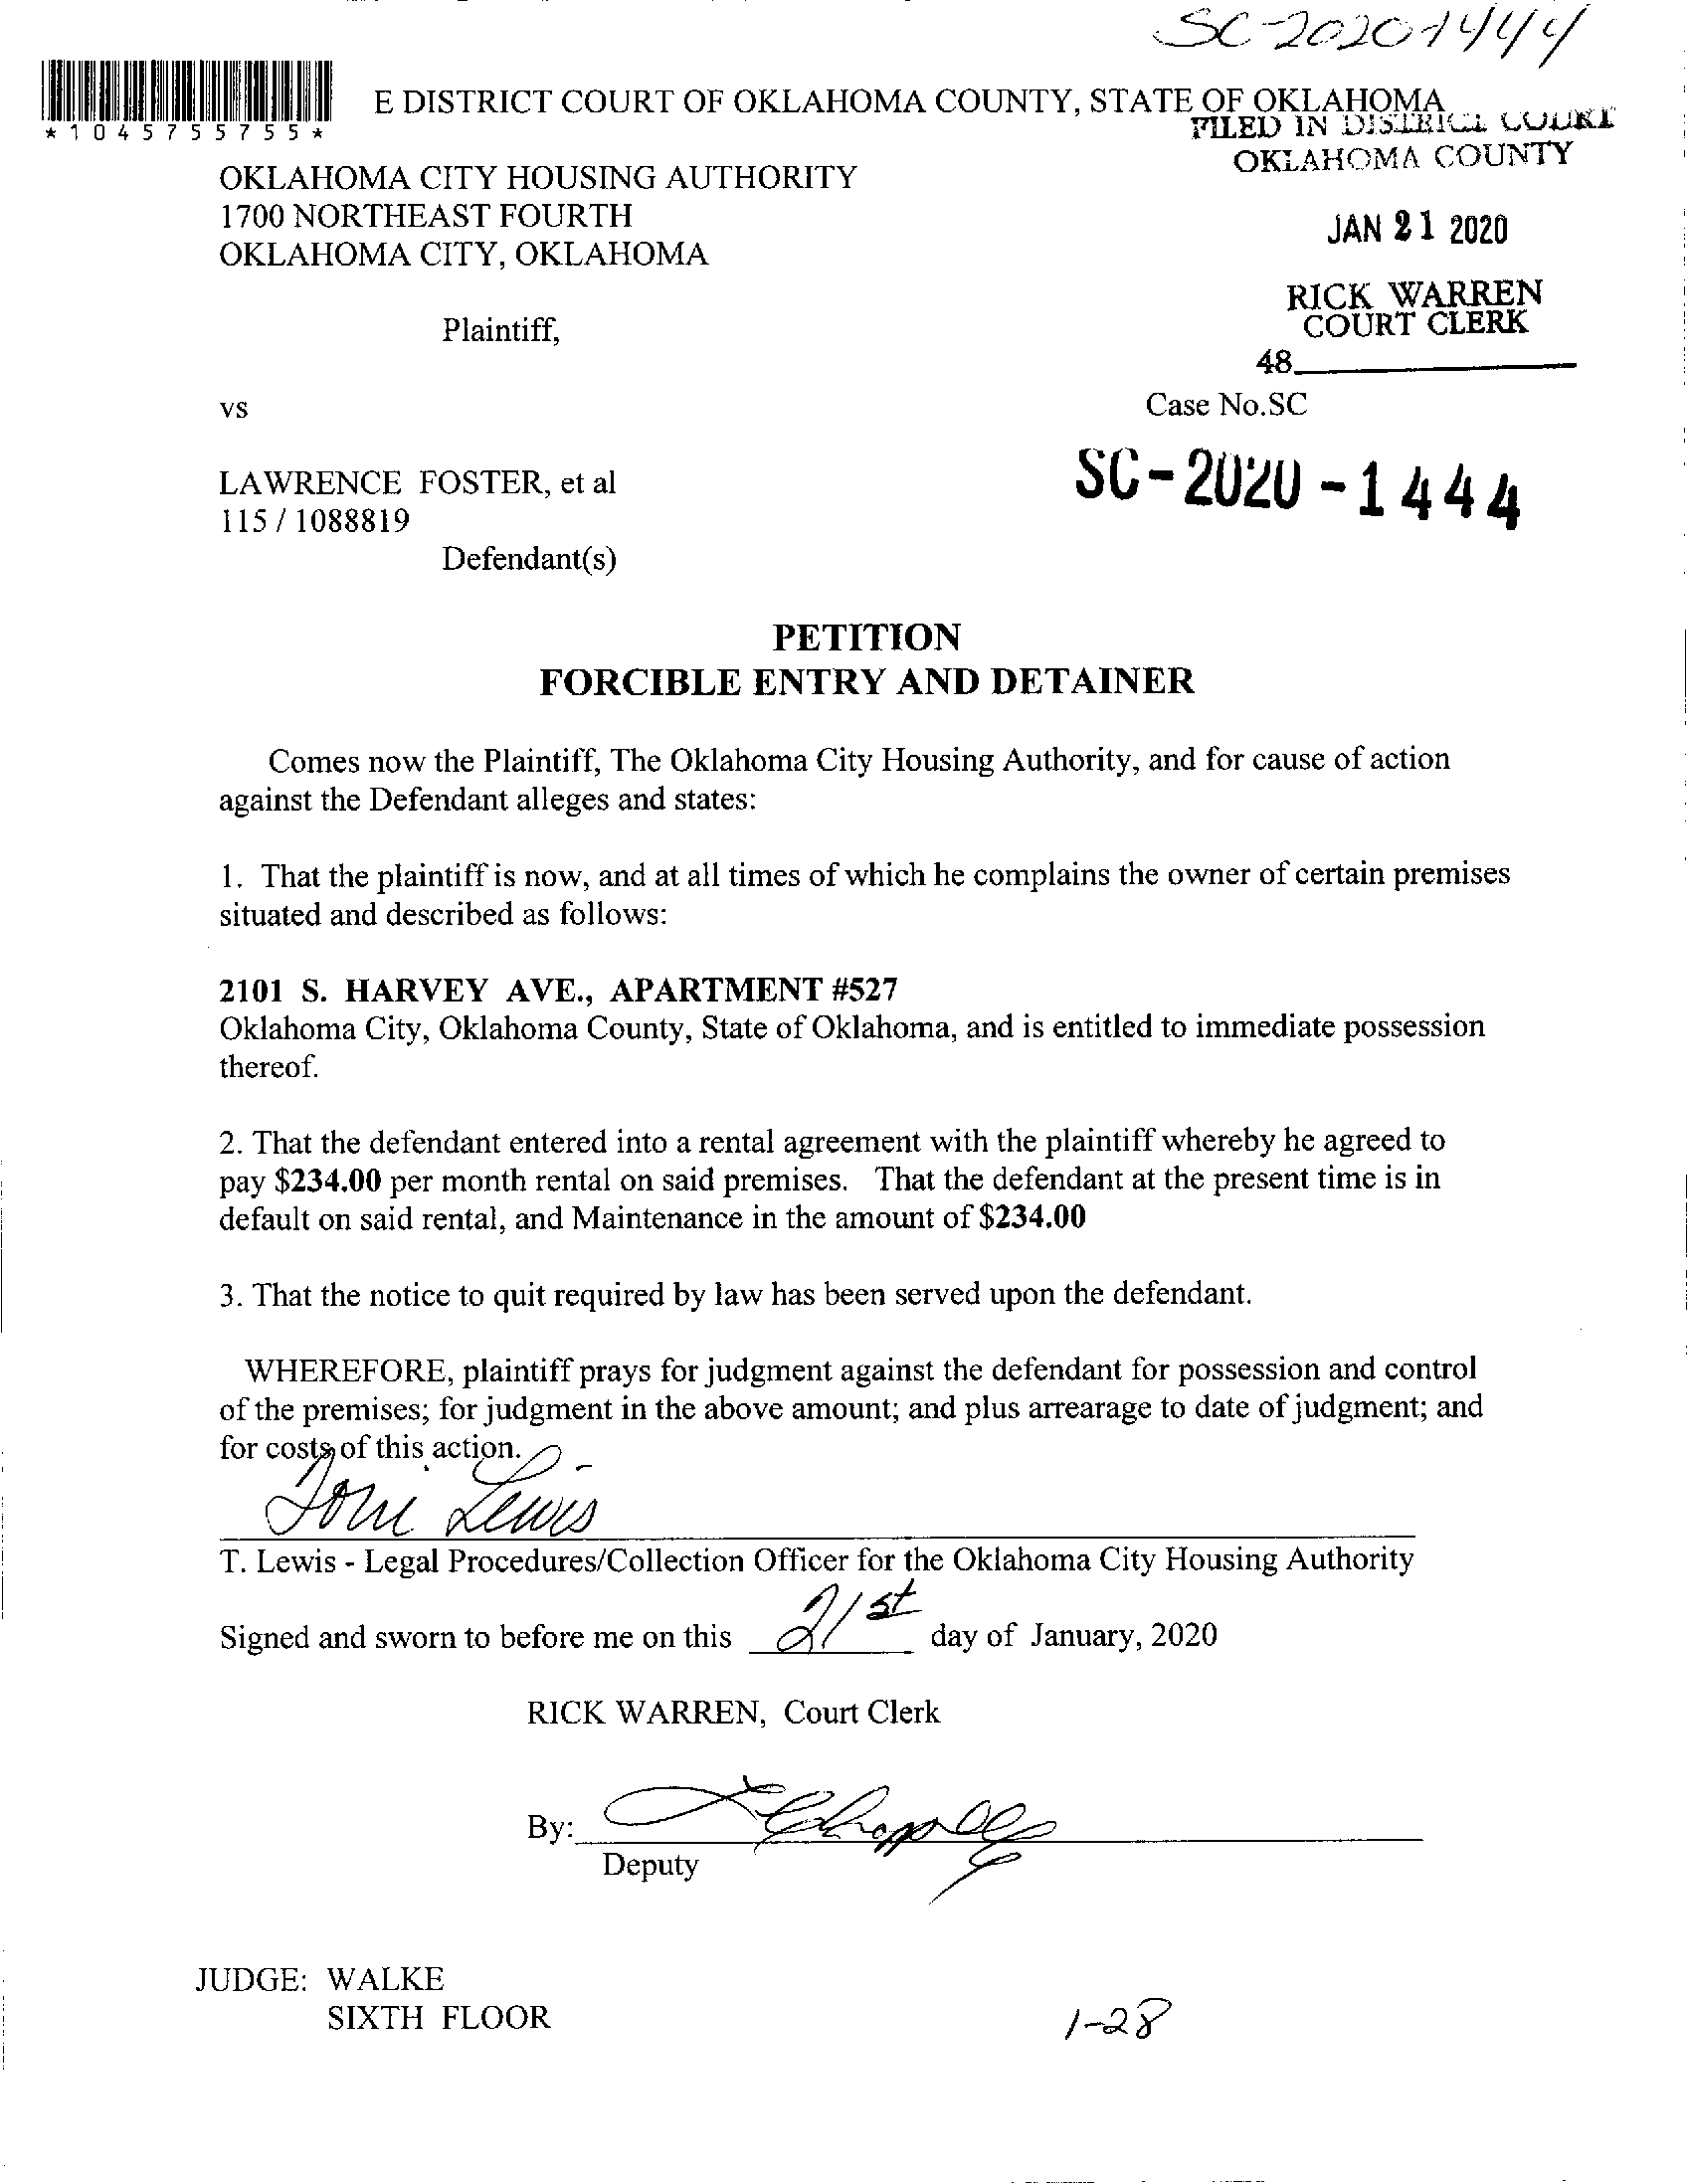 SC-2020-1444
*1045755755*
E DISTRICT COURT OF OKLAHOMA COUNTY, STATE OF OKLAHOMA
FILED IN DISTRICT COURT
OKLAHOMA COUNTY
OKLAHOMA CITY HOUSING AUTHORITY
1700 NORTHEAST FOURTH
OKLAHOMA CITY, OKLAHOMA
JAN 21 2020
RICK WARREN
COURT CLERK
Plaintiff,
48
vs
Case No.SC
SC-2020-1444
LAWRENCE FOSTER, et al
115 / 1088819
Defendant(s)
PETITION
FORCIBLE ENTRY AND DETAINER
Comes now the Plaintiff, The Oklahoma City Housing Authority, and for cause of action
against the Defendant alleges and states:
1. That the plaintiff is now, and at all times of which he complains the owner of certain premises
situated and described as follows:
2101 S. HARVEY AVE., APARTMENT #527
Oklahoma City, Oklahoma County, State of Oklahoma, and is entitled to immediate possession
thereof.
2. That the defendant entered into a rental agreement with the plaintiff whereby he agreed to
pay $234.00 per month rental on said premises. That the defendant at the present time is in
default on said rental, and Maintenance in the amount of $234.00
3. That the notice to quit required by law has been served upon the defendant.
WHEREFORE, plaintiff prays for judgment against the defendant for possession and control
of the premises; for judgment in the above amount; and plus arrearage to date of judgment; and
for costs of this action.
Toni Lewis
T. Lewis - Legal Procedures/Collection Officer for the Oklahoma City Housing Authority
Signed and sworn to before me on this 21st day of January, 2020
RICK WARREN, Court Clerk
By:
Deputy
JUDGE: WALKE
SIXTH FLOOR
1-28